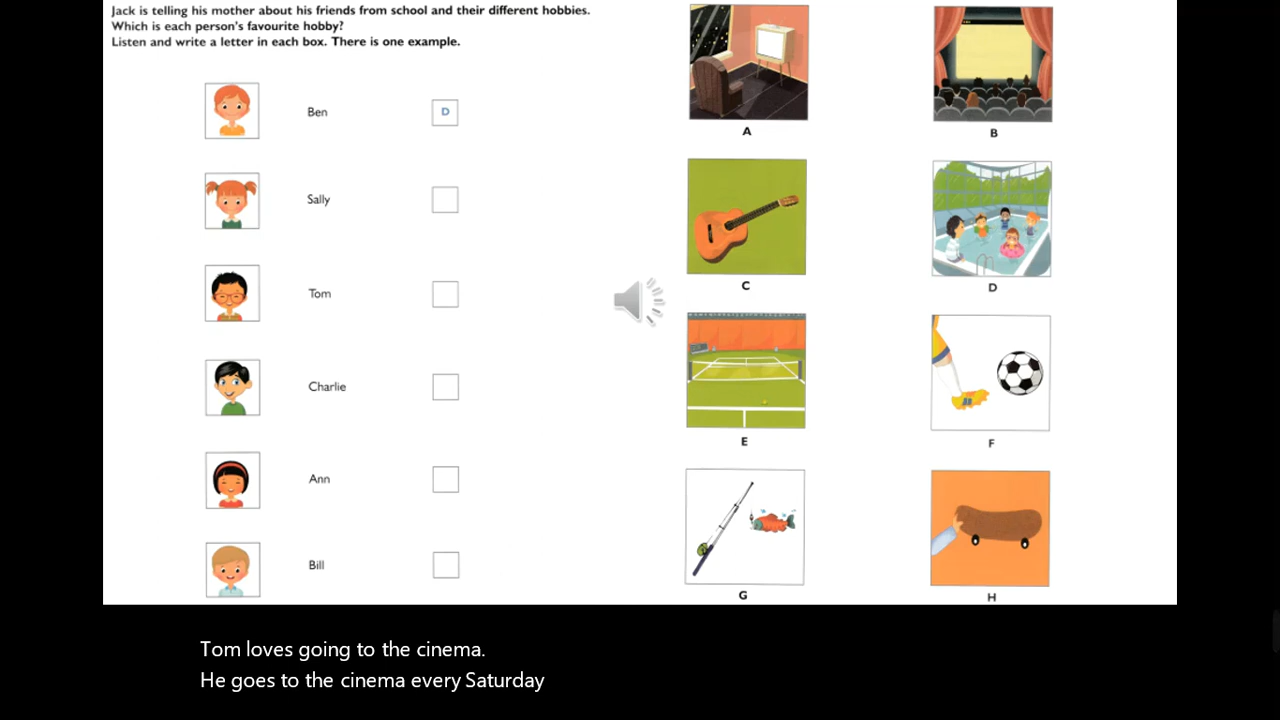 Jack is telling his mother about his friends from school and their different hobbies.
Which is each person's favourite hobby?
Listen and write a letter in each box. There is one example.
Ben
D
Sally
Tom
Charlie
Ann
Bill
A
B
C
D
E
F
G
H
Tom loves going to the cinema.
He goes to the cinema every Saturday